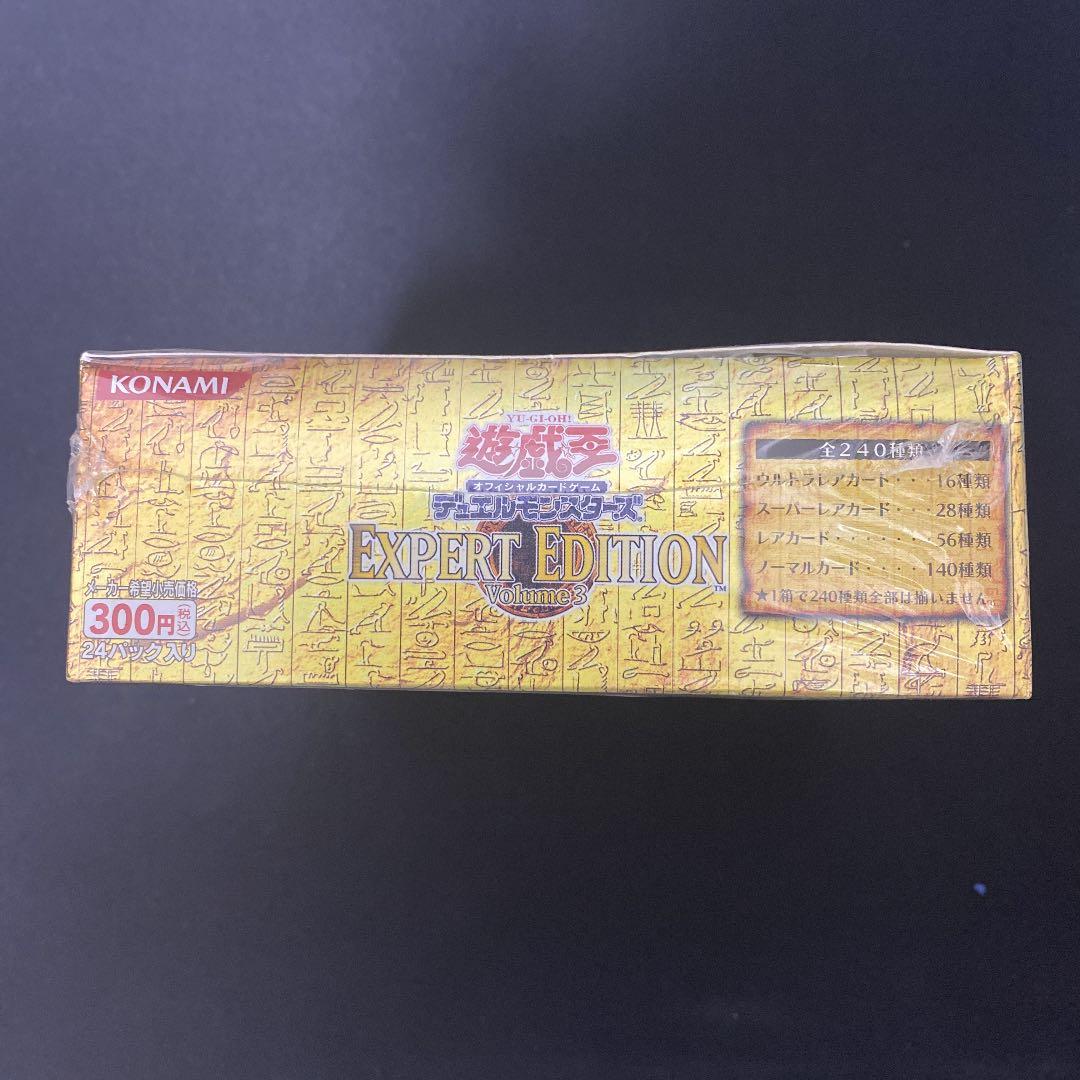 KONAMI
YU-GI-OH!
遊戯王
オフィシャルカードゲーム
デュエルモンスターズ
EXPERT EDITION™
Volume 3
メーカー希望小売価格
300円(税込)
24パック入り
全240種類
ウルトラレアカード・・・16種類
スーパーレアカード・・・28種類
レアカード・・・・・・・56種類
ノーマルカード・・・・140種類
★1箱で240種類全部は揃いません。